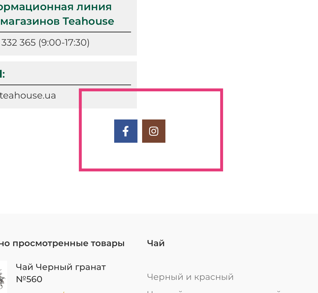 ормационная линия
магазинов Teahouse
332 365 (9:00-17:30)
teahouse.ua
но просмотренные товары
Чай
Чай Черный гранат
№560
Черный и красный